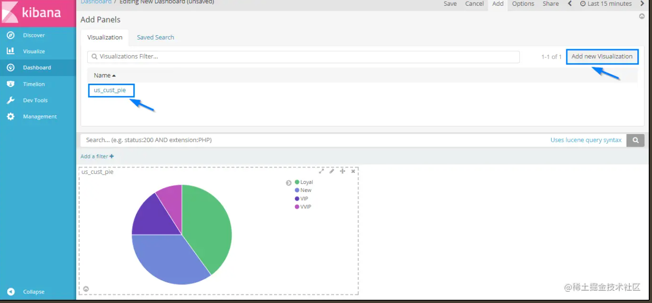 kibana
Dashboard / Editing New Dashboard (unsaved)
Save Cancel Add Options Share Last 15 minutes
Add Panels
Discover
Visualize
Dashboard
Timelion
Dev Tools
Management
Collapse
Visualization Saved Search
Visualizations Filter...
1-1 of 1
Add new Visualization
Name
us_cust_pie
Search... (e.g. status:200 AND extension:PHP)
Uses lucene query syntax
Add a filter +
us_cust_pie
Loyal
New
VIP
VVIP
@稀土掘金技术社区